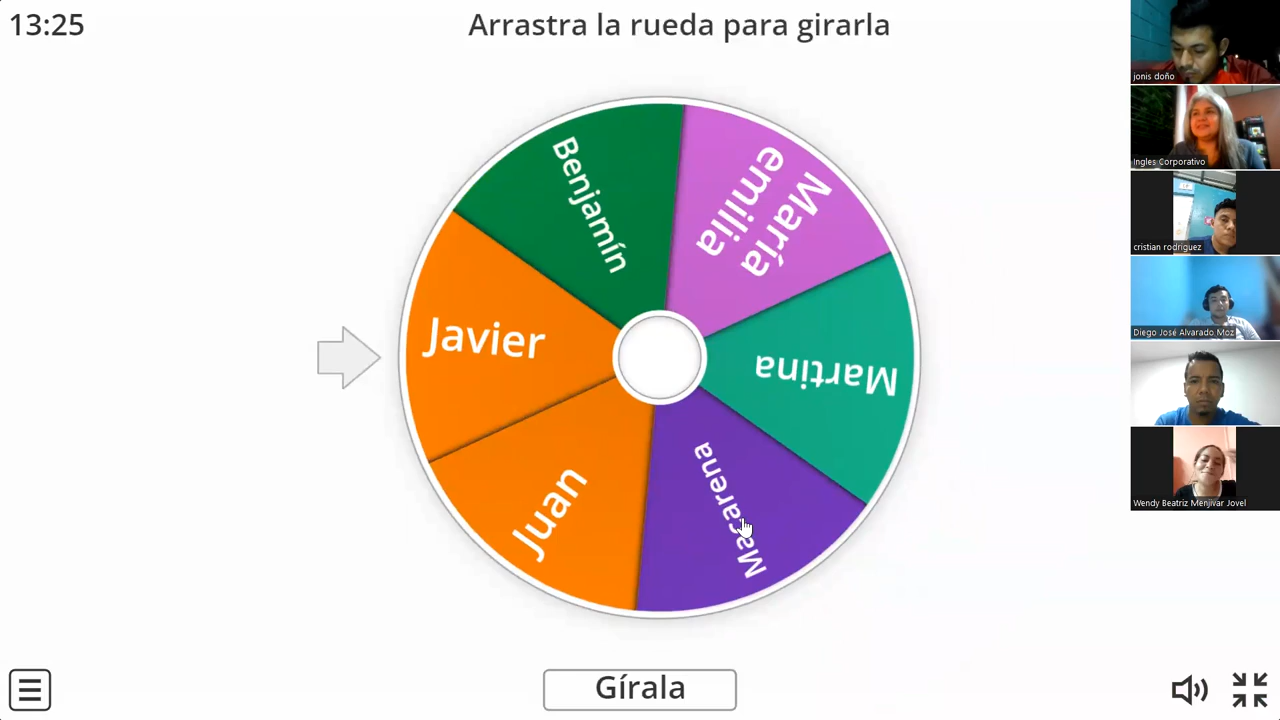 13:25
Arrastra la rueda para girarla
Benjamín
María
emilia
Javier
Martina
Juan
Macarena
Gírala
jonis doño
Ingles Corporativo
cristian rodriguez
Diego José Alvarado Moz
Wendy Beatriz Menjivar Jovel